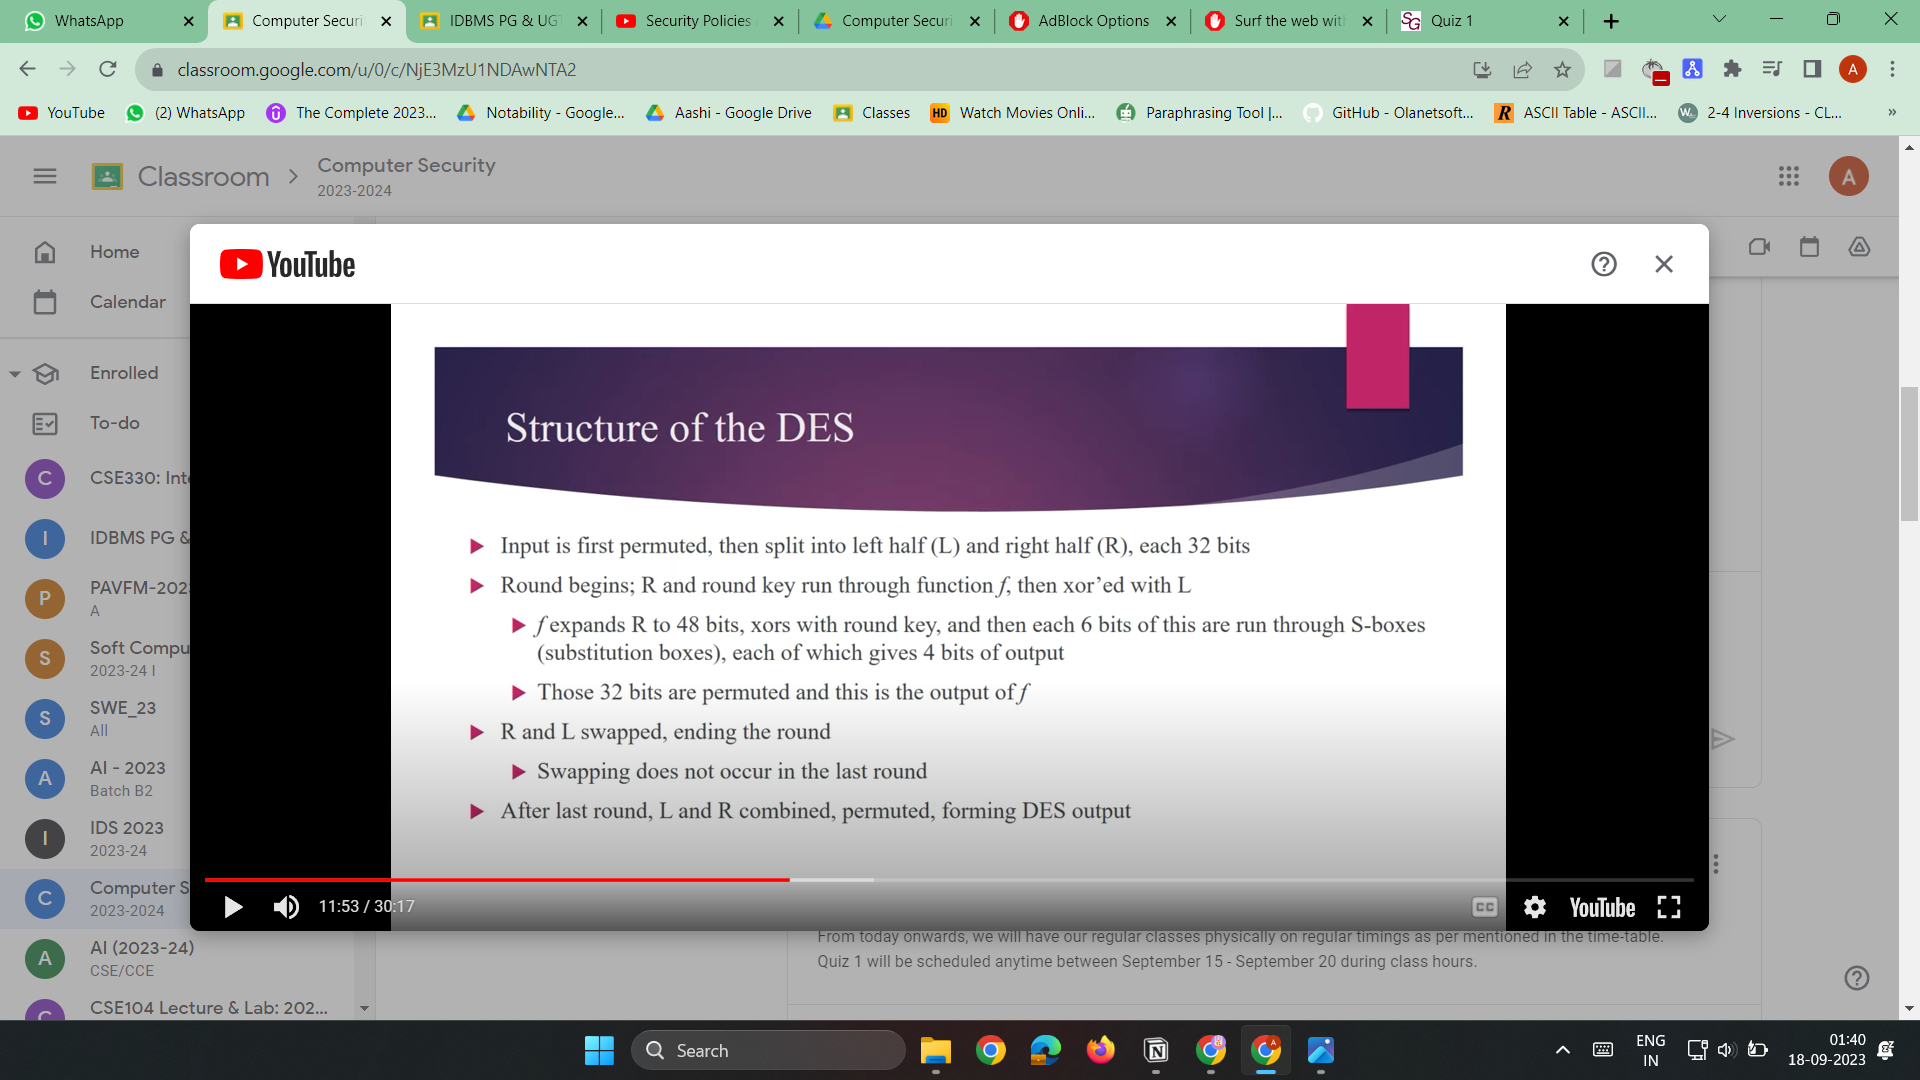 WhatsApp
Computer Securi
IDBMS PG & UG
Security Policies
Computer Securi
AdBlock Options
Surf the web wit
SG Quiz 1
classroom.google.com/u/0/c/NjE3MzU1NDAwNTA2
A
YouTube
(2) WhatsApp
The Complete 2023...
Notability - Google...
Aashi - Google Drive
Classes
HD Watch Movies Onli...
Paraphrasing Tool |...
GitHub - Olanetsoft...
R ASCII Table - ASCII...
2-4 Inversions - CL...
»
Classroom
Computer Security
2023-2024
A
Home
Calendar
Enrolled
To-do
C CSE330: Inte
I IDBMS PG &
P PAVFM-2023
A
S Soft Compu
2023-24 I
S SWE_23
All
A AI - 2023
Batch B2
I IDS 2023
2023-24
C Computer S
2023-2024
A AI (2023-24)
CSE/CCE
C CSE104 Lecture & Lab: 202...
YouTube
Structure of the DES
Input is first permuted, then split into left half (L) and right half (R), each 32 bits
Round begins; R and round key run through function f, then xor’ed with L
f expands R to 48 bits, xors with round key, and then each 6 bits of this are run through S-boxes
(substitution boxes), each of which gives 4 bits of output
Those 32 bits are permuted and this is the output of f
R and L swapped, ending the round
Swapping does not occur in the last round
After last round, L and R combined, permuted, forming DES output
11:53 / 30:17
CC
YouTube
From today onwards, we will have our regular classes physically on regular timings as per mentioned in the time-table.
Quiz 1 will be scheduled anytime between September 15 - September 20 during class hours.
Search
ENG
IN
01:40
18-09-2023